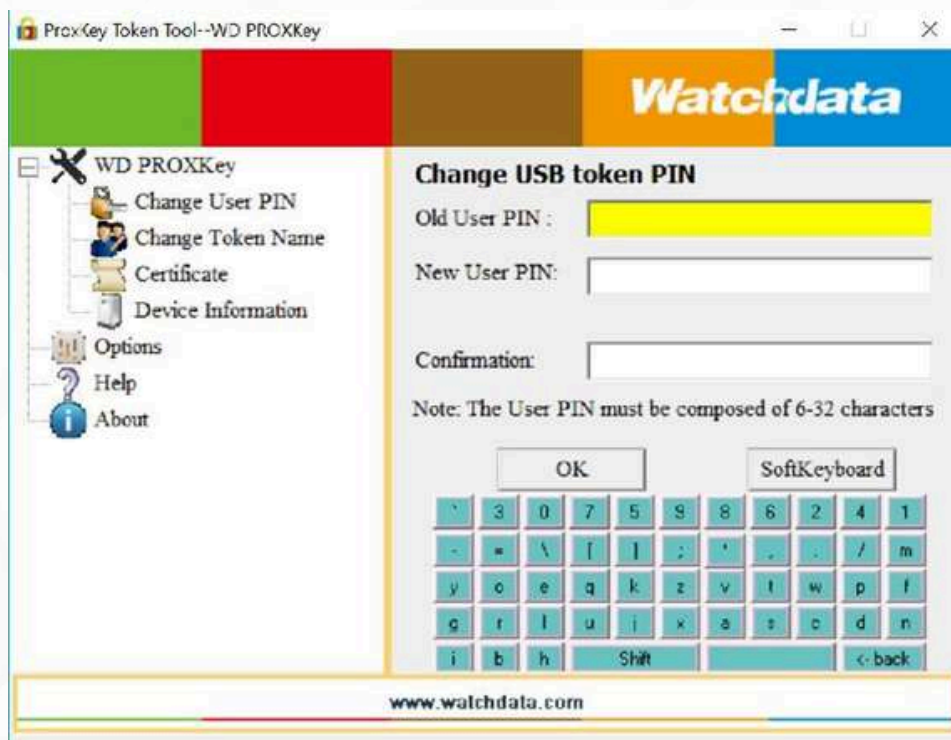 ProxKey Token Tool--WD PROXKey
Watchdata
WD PROXKey
Change User PIN
Change Token Name
Certificate
Device Information
Options
Help
About
Change USB token PIN
Old User PIN :
New User PIN:
Confirmation:
Note: The User PIN must be composed of 6-32 characters
OK SoftKeyboard
` 3 0 7 5 9 8 6 2 4 1
- = \ [ ] ; ' , . / m
y o e q k z v t w p f
g r l u j x a s c d n
i b h Shift <- back
www.watchdata.com